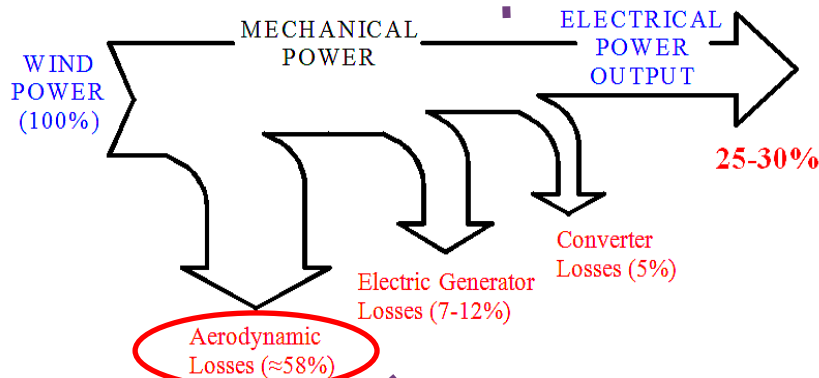 WIND
POWER
(100%)
MECHANICAL
POWER
ELECTRICAL
POWER
OUTPUT
25-30%
Converter
Losses (5%)
Electric Generator
Losses (7-12%)
Aerodynamic
Losses (≈58%)